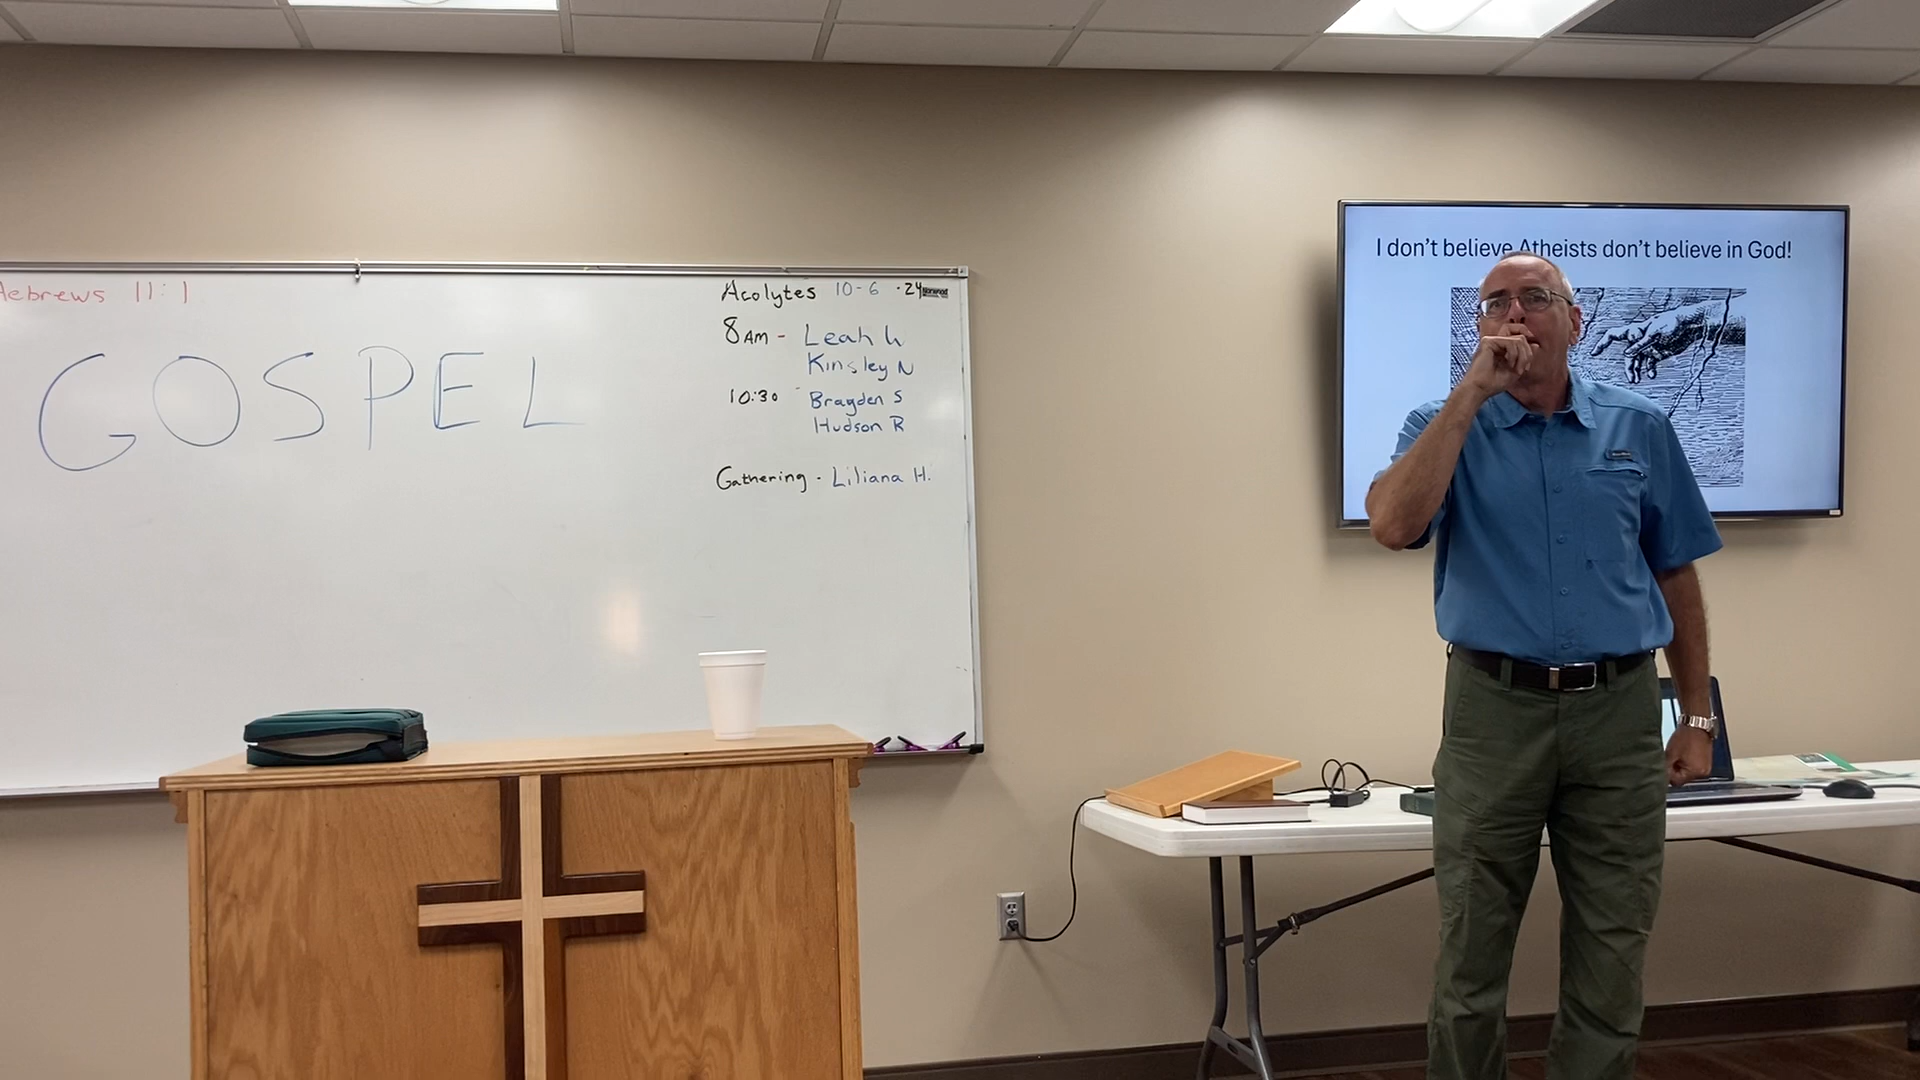 Hebrews 11:1
GOSPEL
Acolytes 10-6-24
8AM - Leah W
Kinsley N
10:30 - Brayden S
Hudson R
Gathering - Liliana H.
I don't believe Atheists don't believe in God!